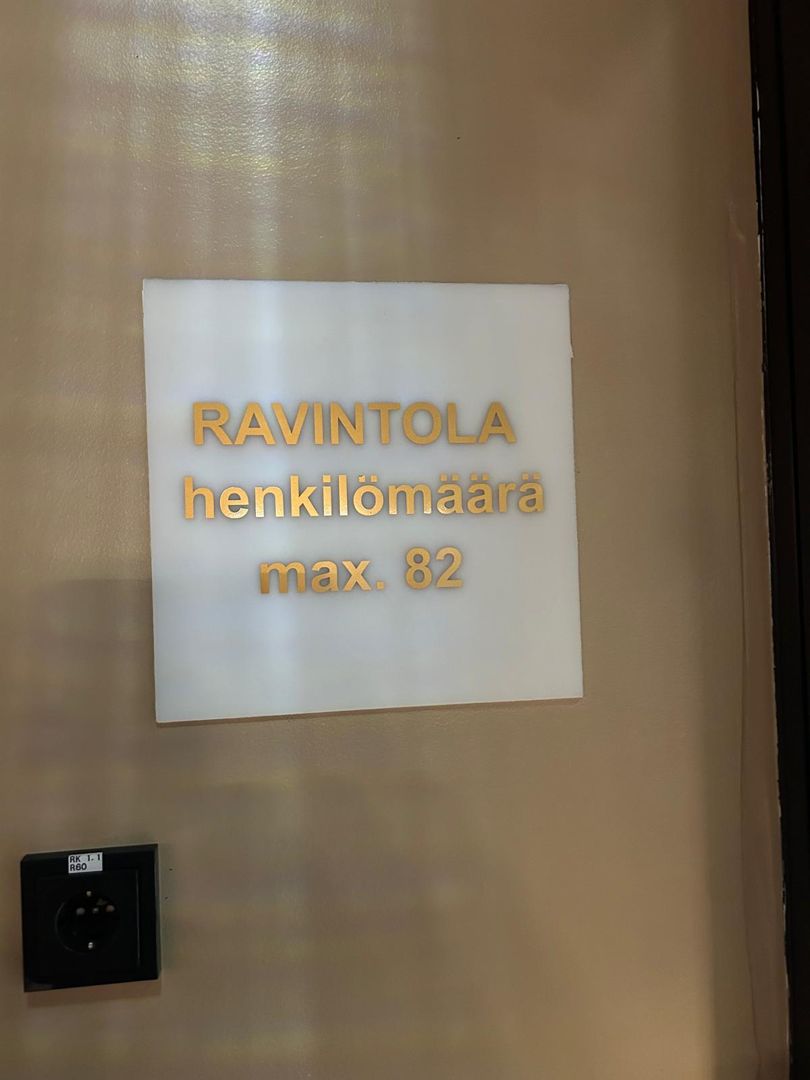 RAVINTOLA
henkilömäärä
max. 82
RK 1.1
R60